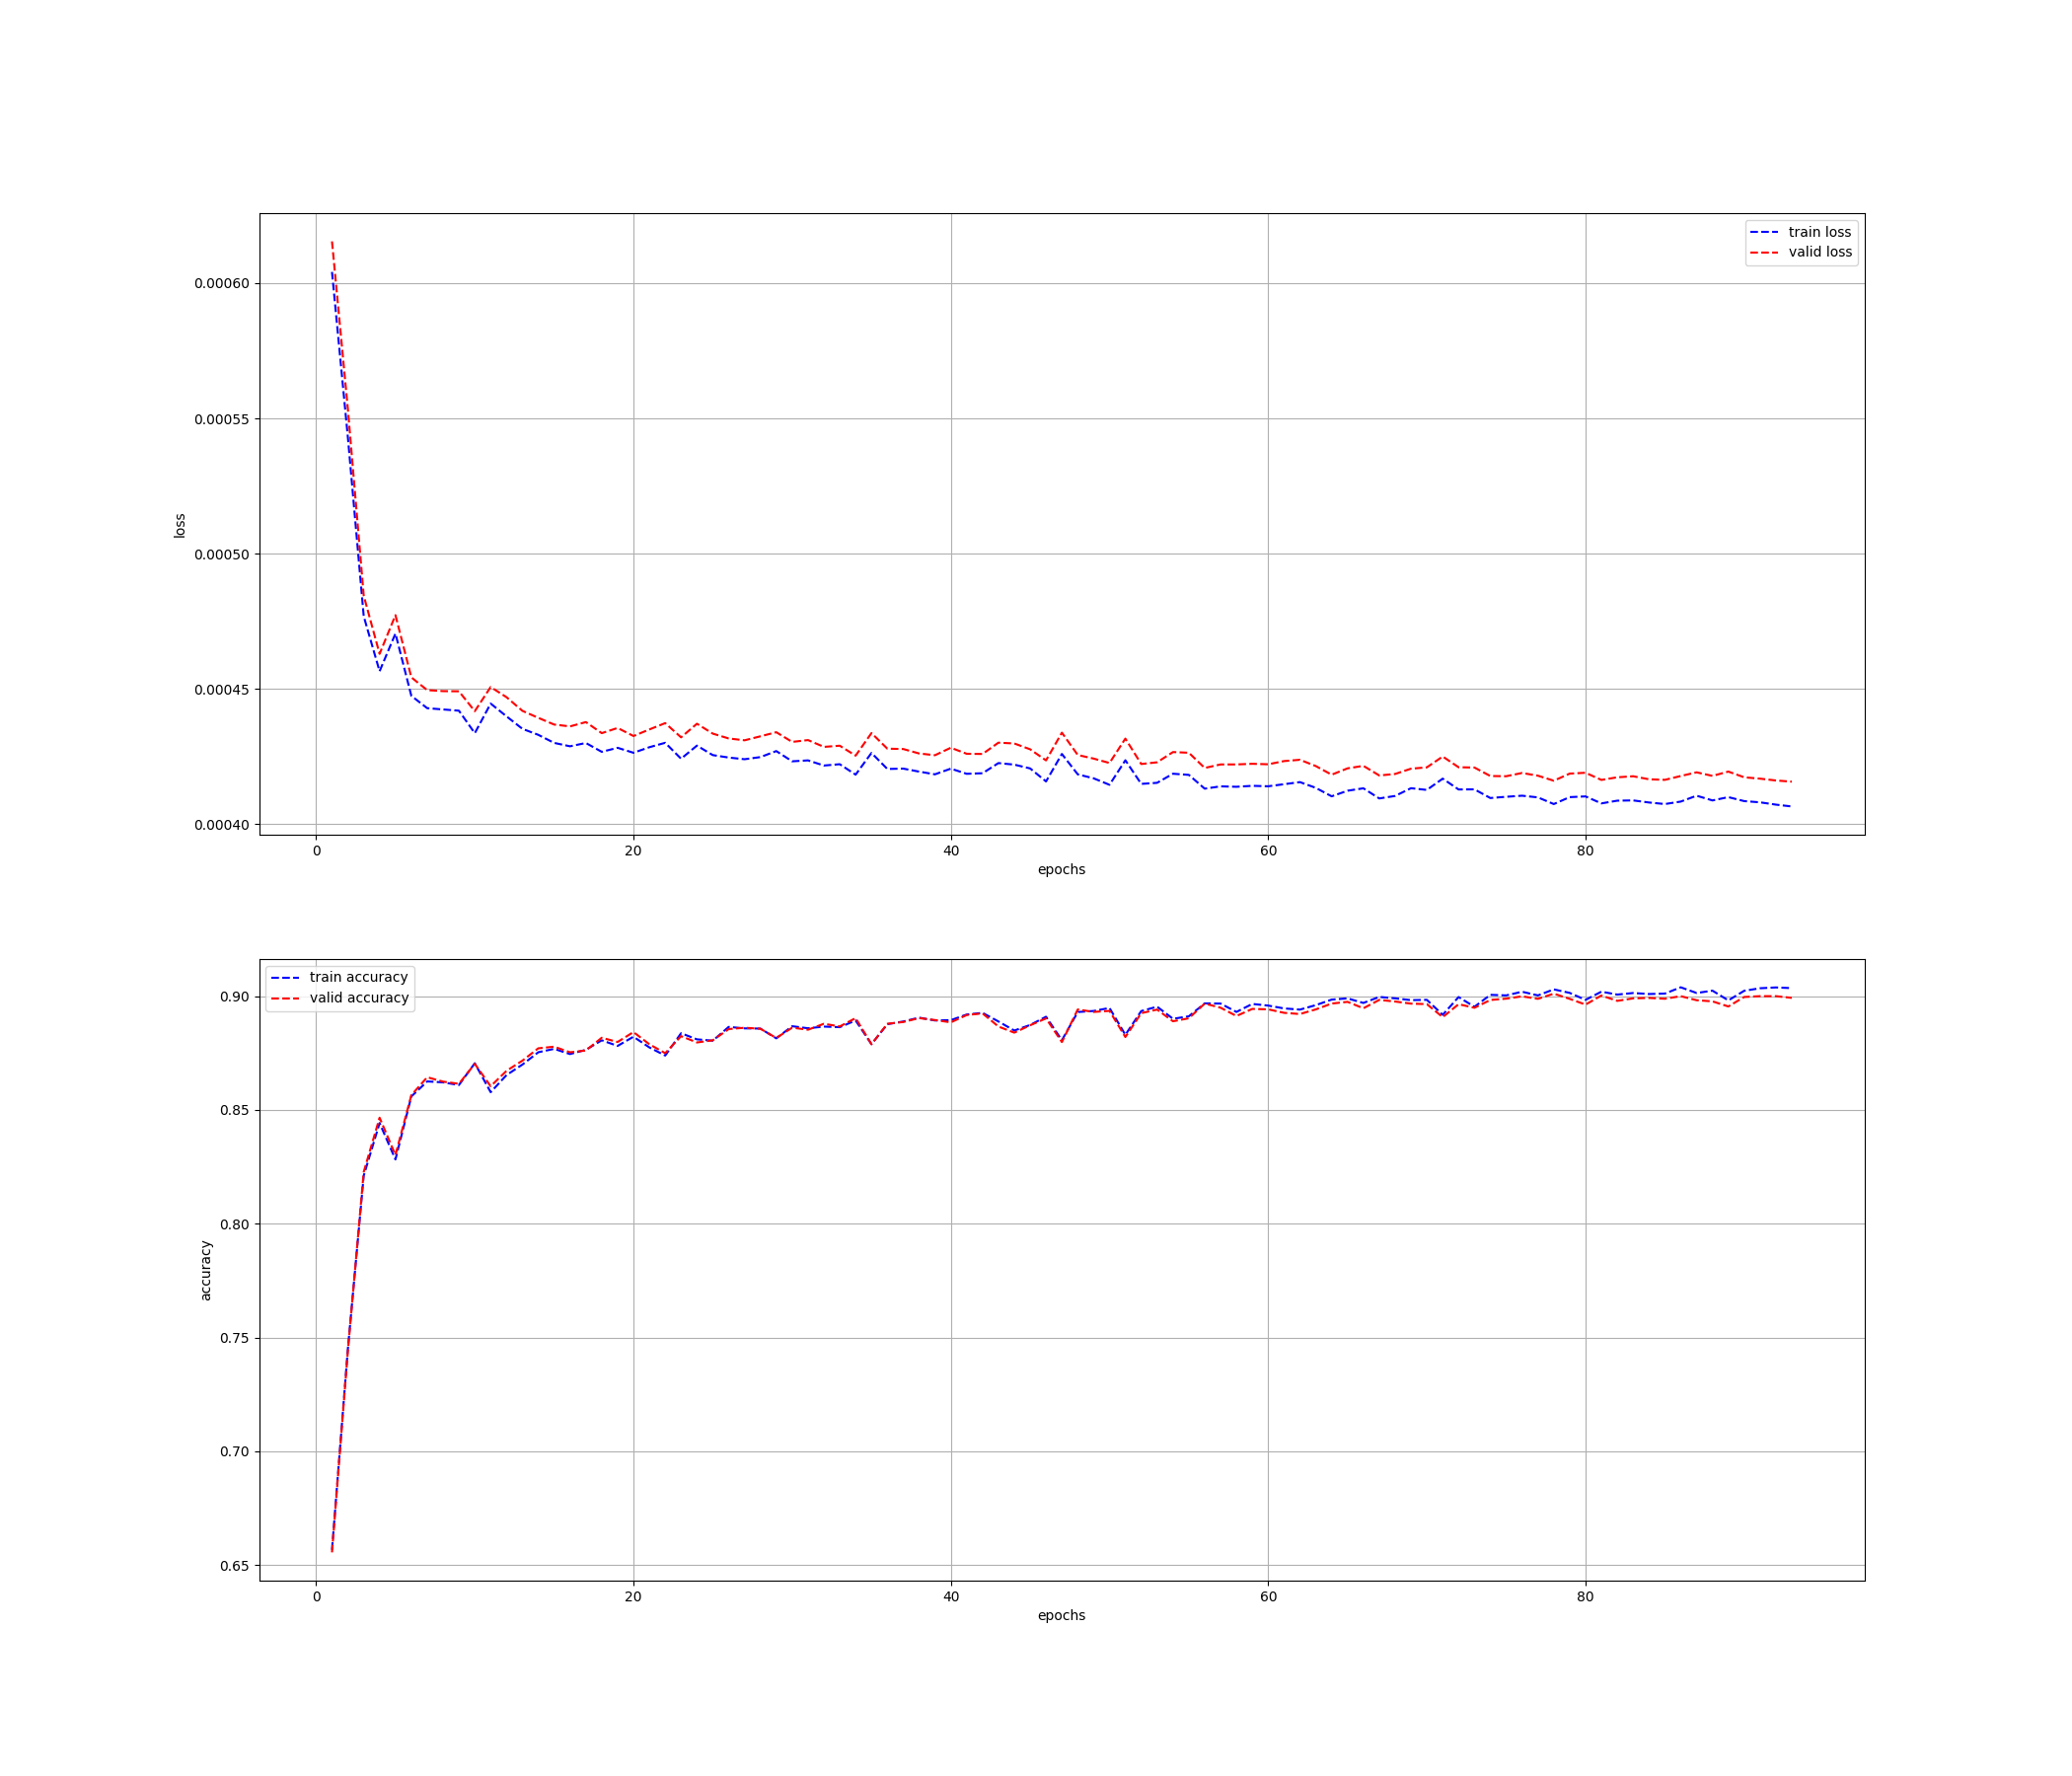 train loss
valid loss
0.00060
0.00055
0.00050
0.00045
0.00040
loss
0 20 40 60 80
epochs
train accuracy
valid accuracy
0.90
0.85
0.80
0.75
0.70
0.65
accuracy
0 20 40 60 80
epochs